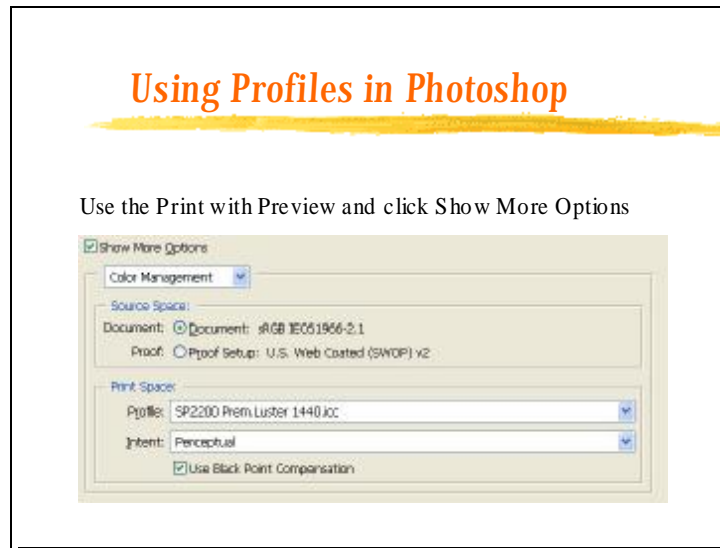 Using Profiles in Photoshop
Use the Print with Preview and click Show More Options
Show More Options
Color Management
Source Space:
Document: Document: sRGB IEC61966-2.1
Proof: Proof Setup: U.S. Web Coated (SWOP) v2
Print Space:
Profile: SP2200 Prem.Luster 1440.icc
Intent: Perceptual
Use Black Point Compensation